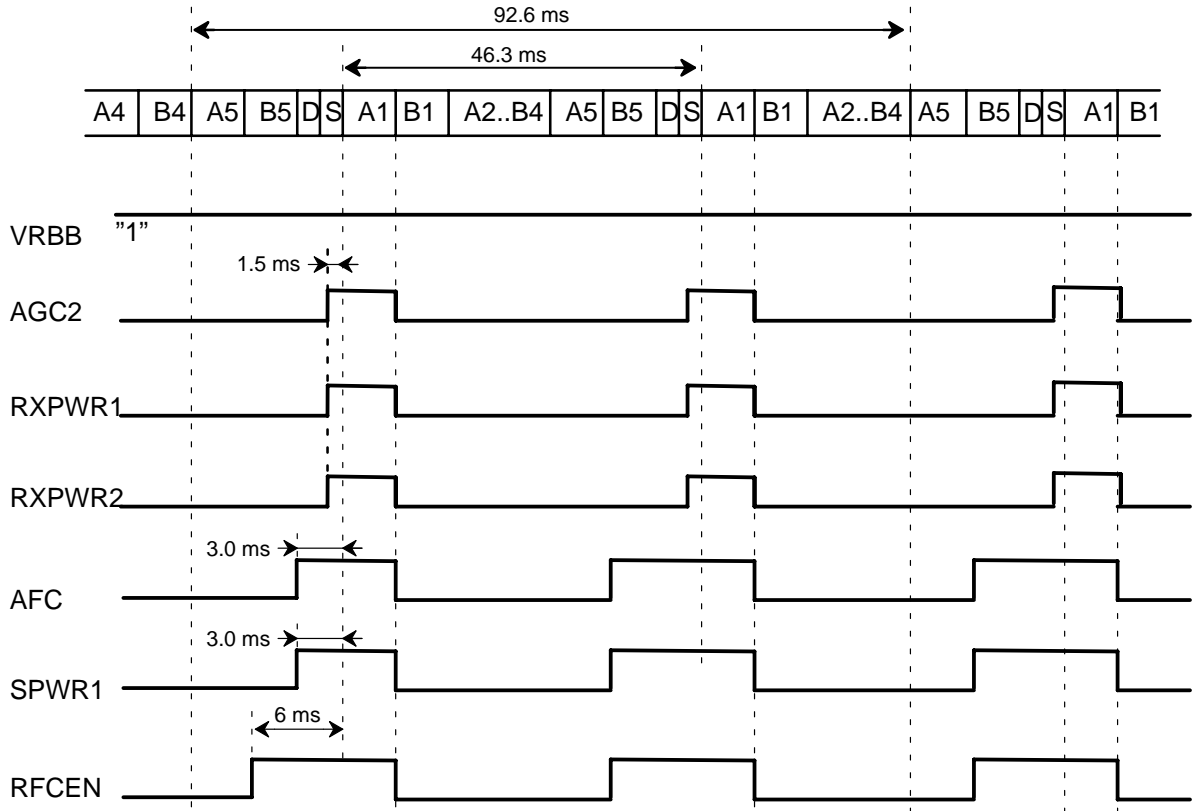 92.6 ms
46.3 ms
A4 B4 A5 B5 D S A1 B1 A2..B4 A5 B5 D S A1 B1 A2..B4 A5 B5 D S A1 B1
VRBB ”1”
1.5 ms
AGC2
RXPWR1
RXPWR2
3.0 ms
AFC
3.0 ms
SPWR1
6 ms
RFCEN